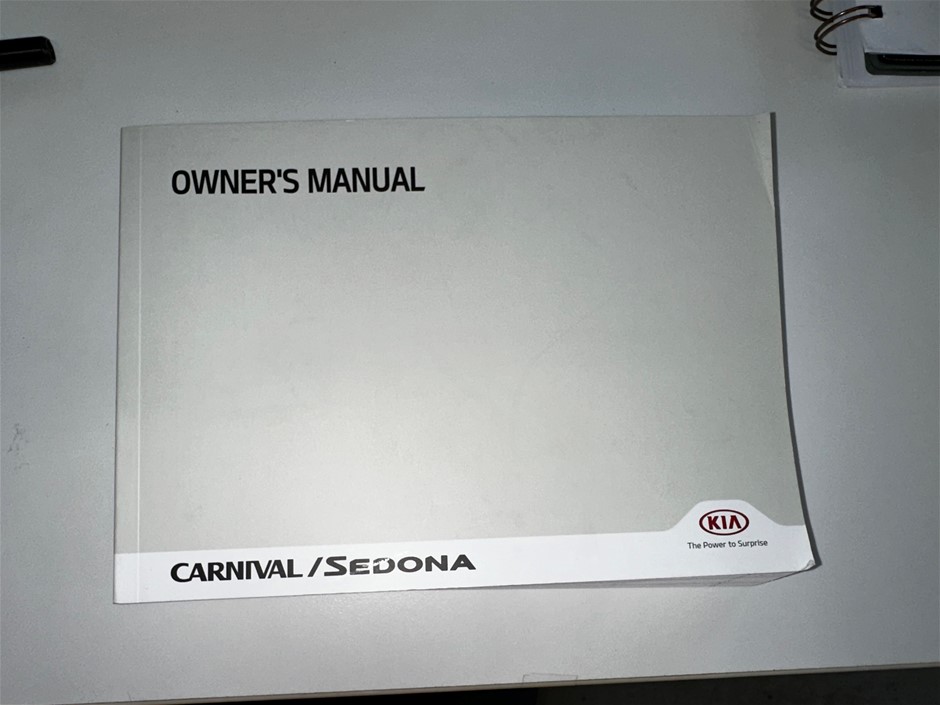 OWNER'S MANUAL
KIA
The Power to Surprise
CARNIVAL /SEDONA